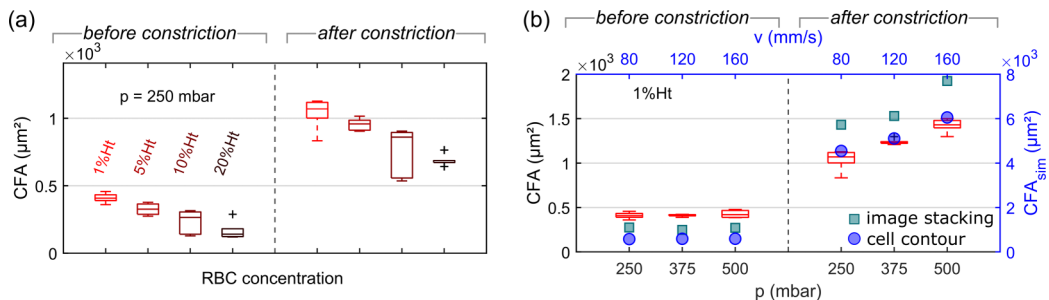 (a)
before constriction
after constriction
×10³
p = 250 mbar
1
0.5
0
CFA (μm²)
1%Ht
5%Ht
10%Ht
20%Ht
RBC concentration
(b)
before constriction
after constriction
v (mm/s)
×10³
80 120 160 80 120 160
×10³
2
1.5
1
0.5
0
CFA (μm²)
1%Ht
8
6
4
2
0
CFAsim (μm²)
image stacking
cell contour
250 375 500 250 375 500
p (mbar)